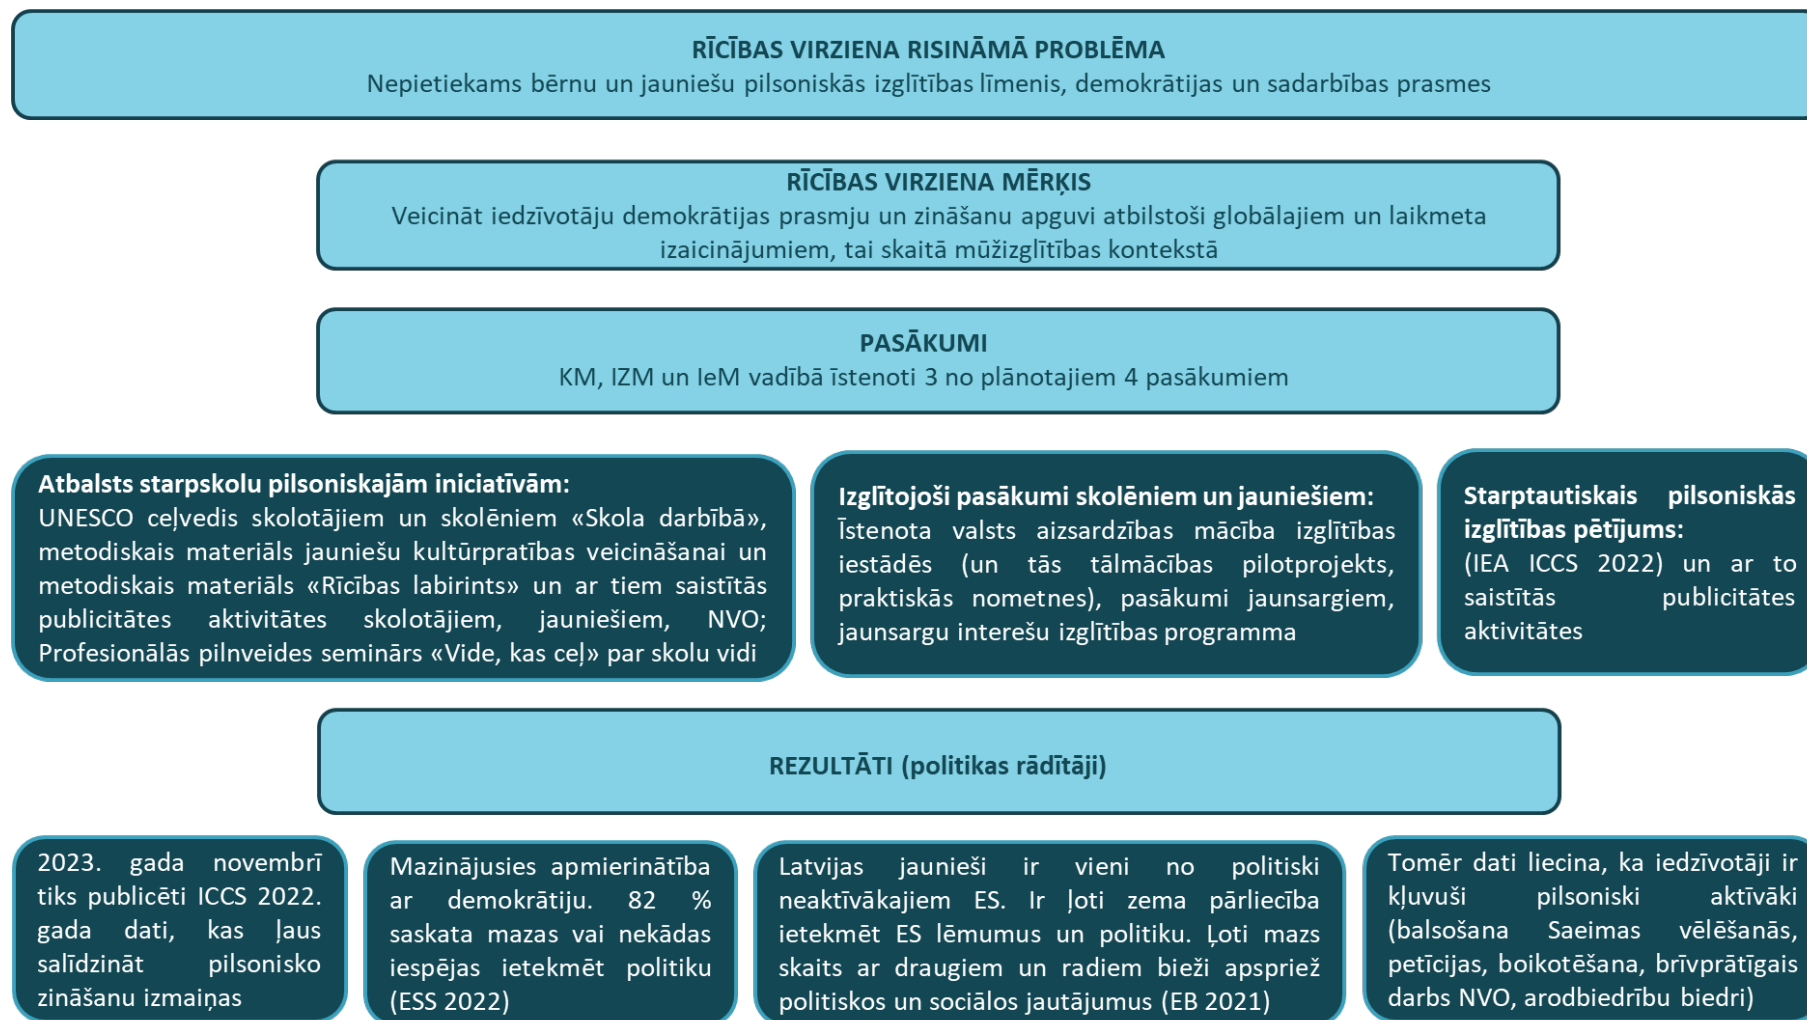 RĪCĪBAS VIRZIENA RISINĀMĀ PROBLĒMA
Nepietiekams bērnu un jauniešu pilsoniskās izglītības līmenis, demokrātijas un sadarbības prasmes
RĪCĪBAS VIRZIENA MĒRĶIS
Veicināt iedzīvotāju demokrātijas prasmju un zināšanu apguvi atbilstoši globālajiem un laikmeta
izaicinājumiem, tai skaitā mūžizglītības kontekstā
PASĀKUMI
KM, IZM un IeM vadībā īstenoti 3 no plānotajiem 4 pasākumiem
Atbalsts starpskolu pilsoniskajām iniciatīvām:
UNESCO ceļvedis skolotājiem un skolēniem «Skola darbībā»,
metodiskais materiāls jauniešu kultūrpratības veicināšanai un
metodiskais materiāls «Rīcības labirints» un ar tiem saistītās
publicitātes aktivitātes skolotājiem, jauniešiem, NVO;
Profesionālās pilnveides seminārs «Vide, kas ceļ» par skolu vidi
Izglītojoši pasākumi skolēniem un jauniešiem:
Īstenota valsts aizsardzības mācība izglītības
iestādēs (un tās tālmācības pilotprojekts,
praktiskās nometnes), pasākumi jaunsargiem,
jaunsargu interešu izglītības programma
Starptautiskais pilsoniskās
izglītības pētījums:
(IEA ICCS 2022) un ar to
saistītās publicitātes
aktivitātes
REZULTĀTI (politikas rādītāji)
2023. gada novembrī
tiks publicēti ICCS 2022.
gada dati, kas ļaus
salīdzināt pilsonisko
zināšanu izmaiņas
Mazinājusies apmierinātība
ar demokrātiju. 82 %
saskata mazas vai nekādas
iespējas ietekmēt politiku
(ESS 2022)
Latvijas jaunieši ir vieni no politiski
neaktīvākajiem ES. Ir ļoti zema pārliecība
ietekmēt ES lēmumus un politiku. Ļoti mazs
skaits ar draugiem un radiem bieži apspriež
politiskos un sociālos jautājumus (EB 2021)
Tomēr dati liecina, ka iedzīvotāji ir
kļuvuši pilsoniski aktīvāki
(balsošana Saeimas vēlēšanās,
petīcijas, boikotēšana, brīvprātīgais
darbs NVO, arodbiedrību biedri)